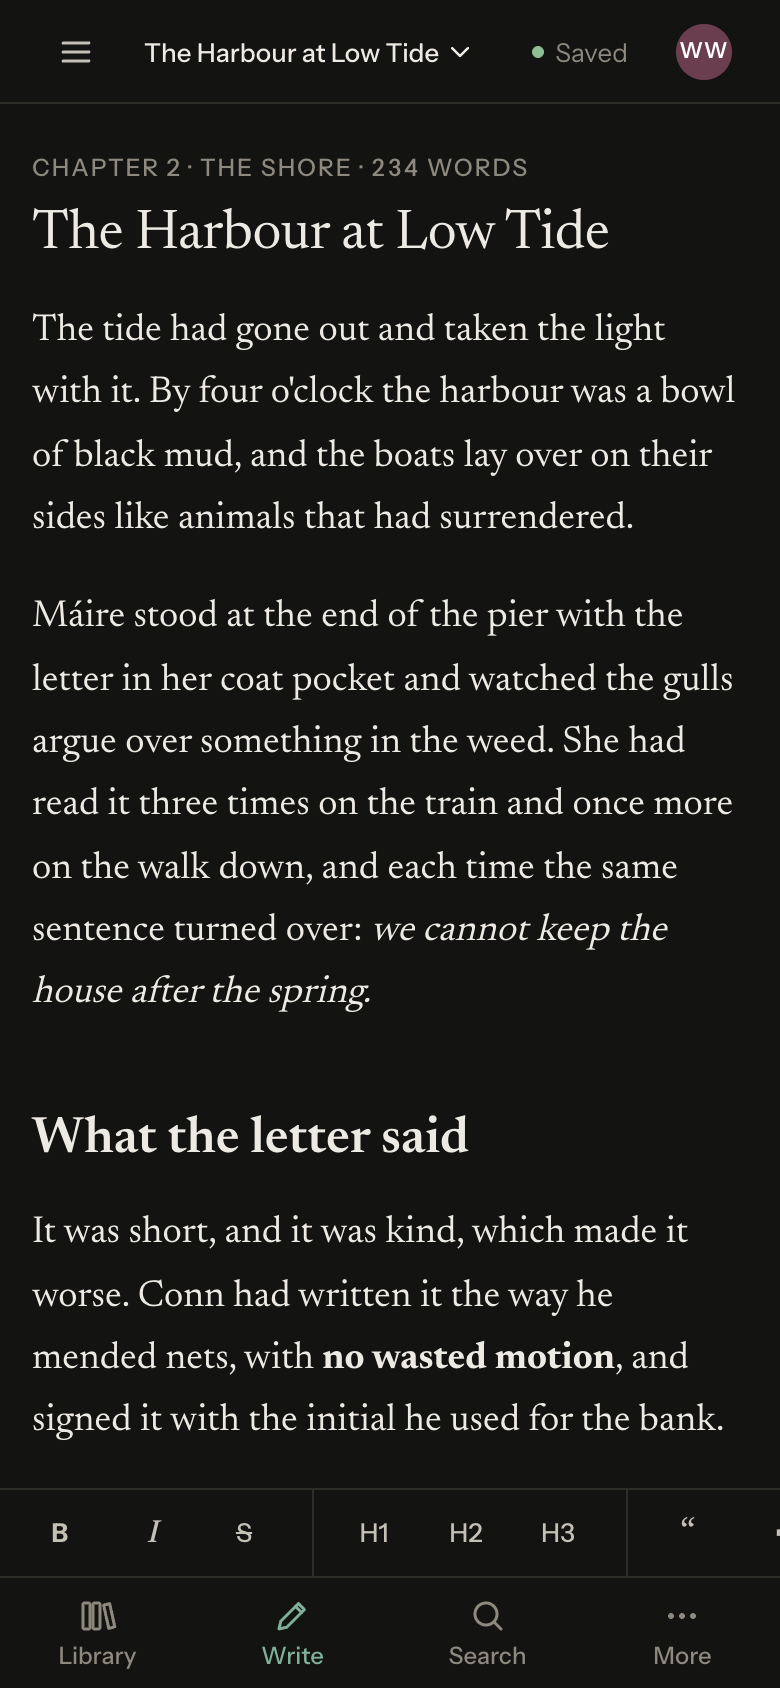 The Harbour at Low Tide
Saved
WW
CHAPTER 2 · THE SHORE · 234 WORDS
The Harbour at Low Tide
The tide had gone out and taken the light
with it. By four o'clock the harbour was a bowl
of black mud, and the boats lay over on their
sides like animals that had surrendered.
Máire stood at the end of the pier with the
letter in her coat pocket and watched the gulls
argue over something in the weed. She had
read it three times on the train and once more
on the walk down, and each time the same
sentence turned over: we cannot keep the
house after the spring.
What the letter said
It was short, and it was kind, which made it
worse. Conn had written it the way he
mended nets, with no wasted motion, and
signed it with the initial he used for the bank.
B I S H1 H2 H3 “
Library Write Search More